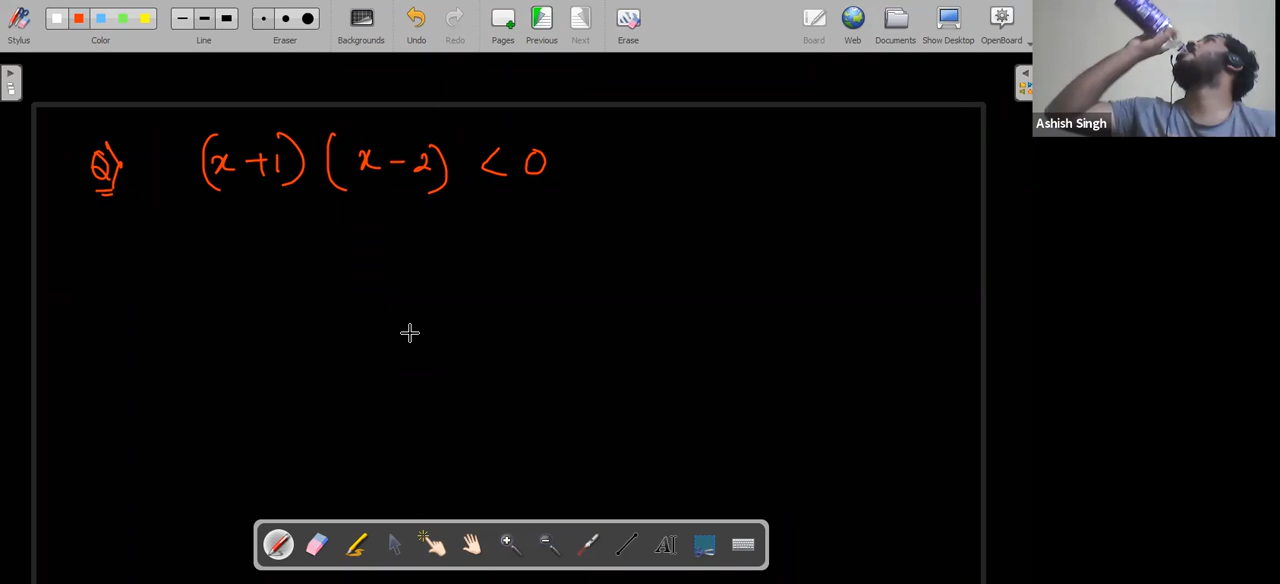 Stylus Color Line Eraser Backgrounds Undo Redo Pages Previous Next Erase Board Web Documents Show Desktop OpenBoard
Ashish Singh
Q) (x+1) (x-2) < 0
AI